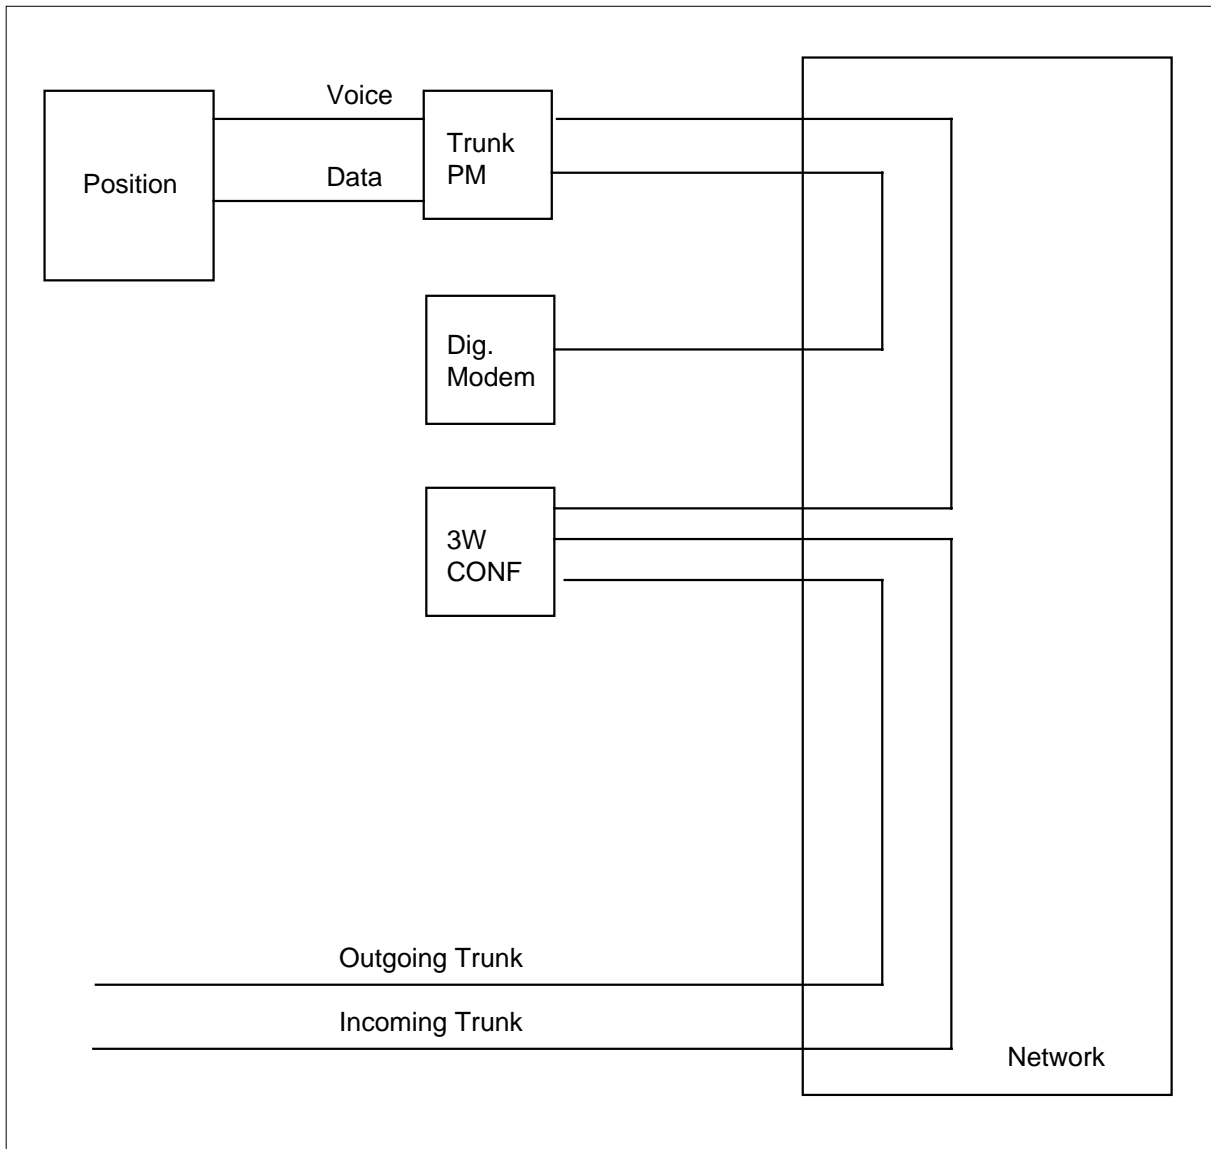 Voice
Trunk
PM
Position
Data
Dig.
Modem
3W
CONF
Outgoing Trunk
Incoming Trunk
Network